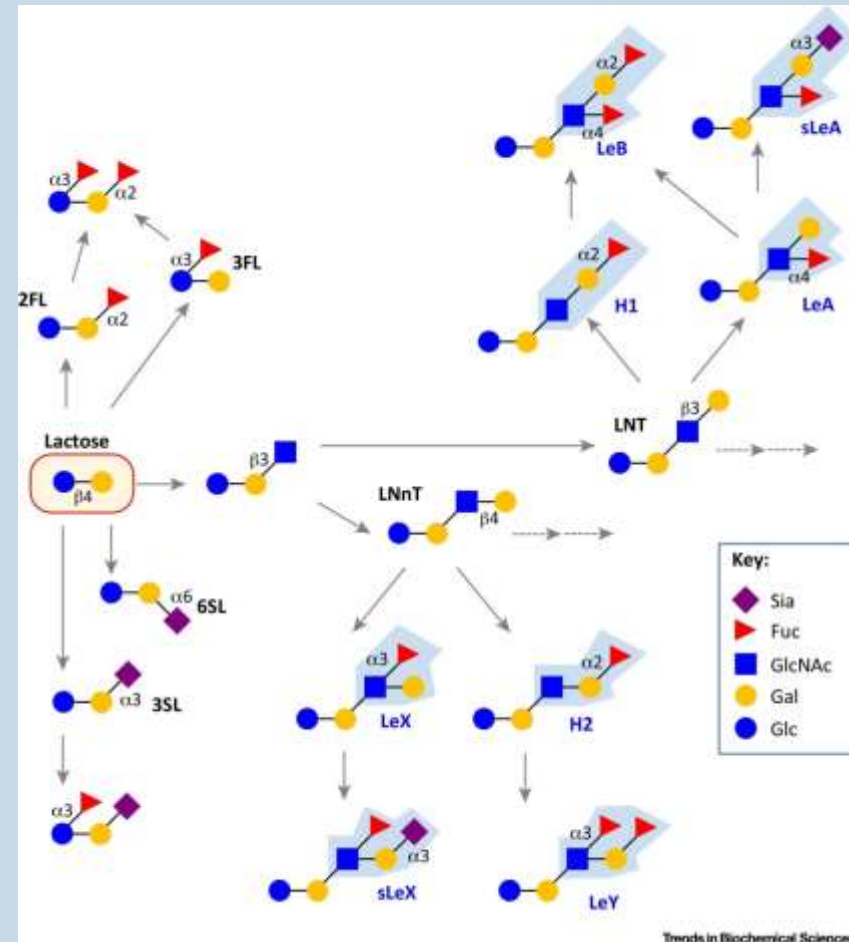 α3
α2
α4
LeB
α3
sLeA
α3
α2
α3
3FL
2FL
α2
α2
H1
α4
LeA
Lactose
β4
β3
LNT
β3
LNnT
β4
α6
6SL
α3
3SL
α3
α3
LeX
α2
H2
α3
sLeX
α3
LeY
Key:
Sia
Fuc
GlcNAc
Gal
Glc
Trends in Biochemical Sciences